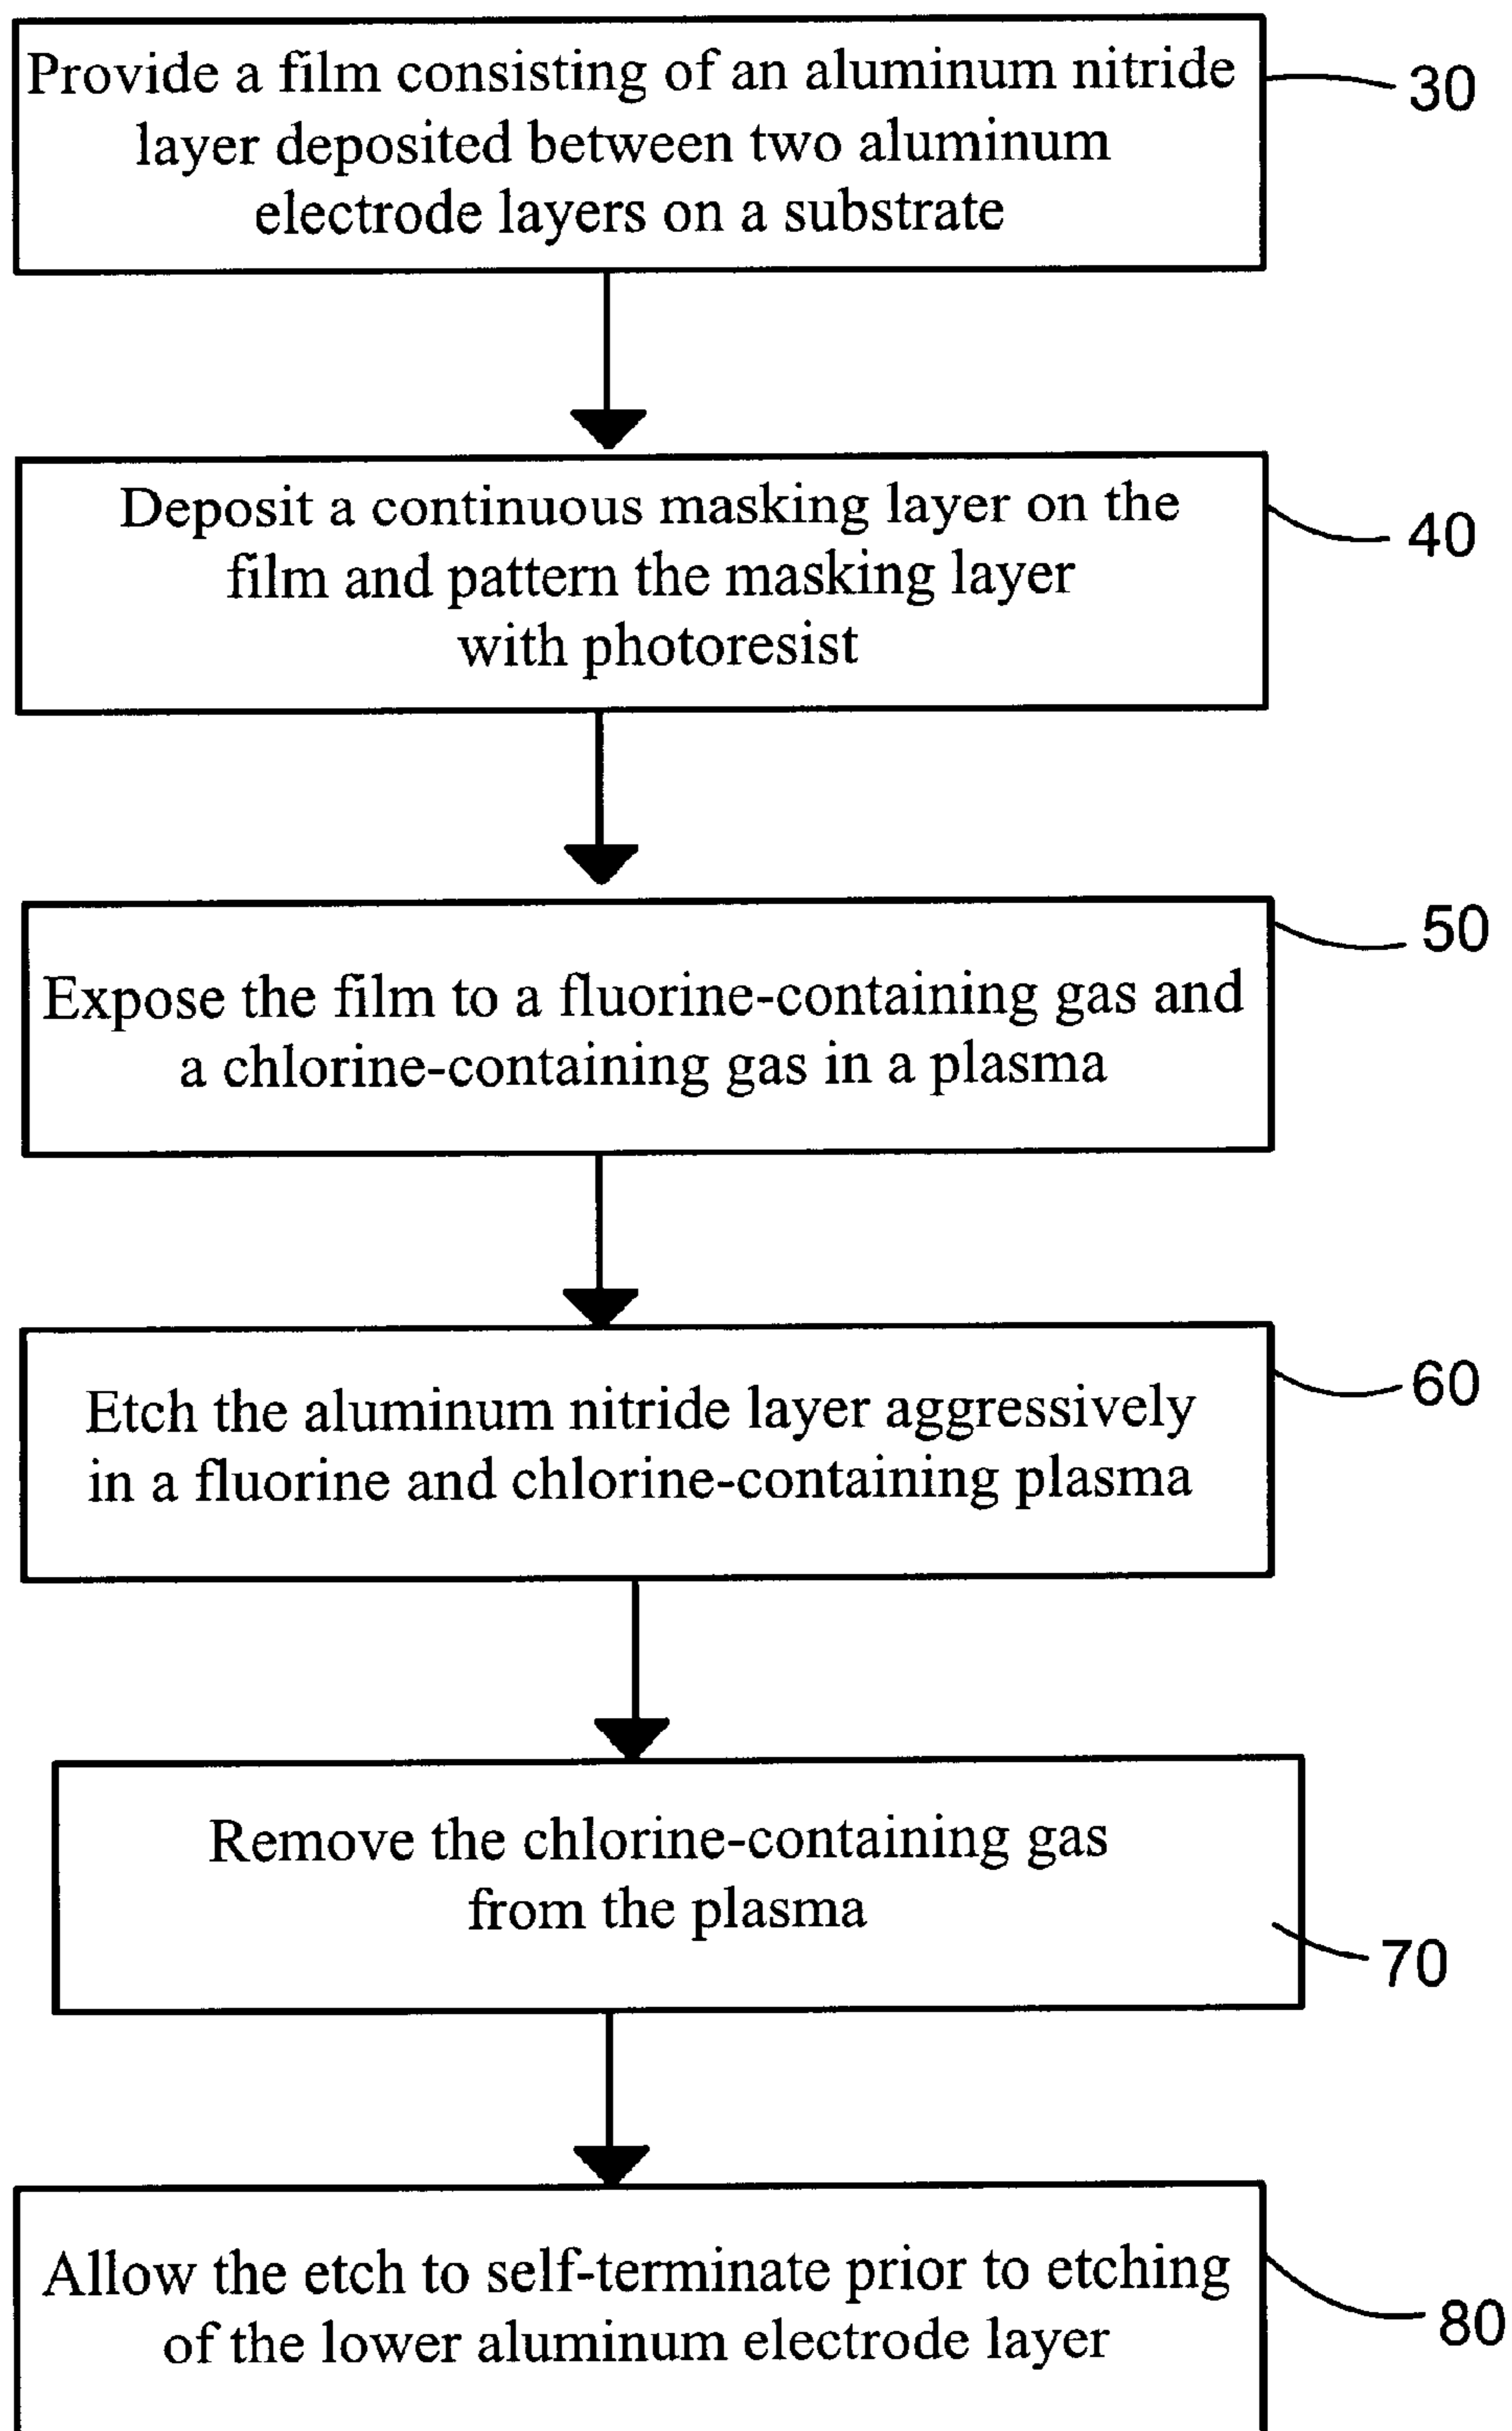 Provide a film consisting of an aluminum nitride
layer deposited between two aluminum
electrode layers on a substrate
30
Deposit a continuous masking layer on the
film and pattern the masking layer
with photoresist
40
Expose the film to a fluorine-containing gas and
a chlorine-containing gas in a plasma
50
Etch the aluminum nitride layer aggressively
in a fluorine and chlorine-containing plasma
60
Remove the chlorine-containing gas
from the plasma
70
Allow the etch to self-terminate prior to etching
of the lower aluminum electrode layer
80